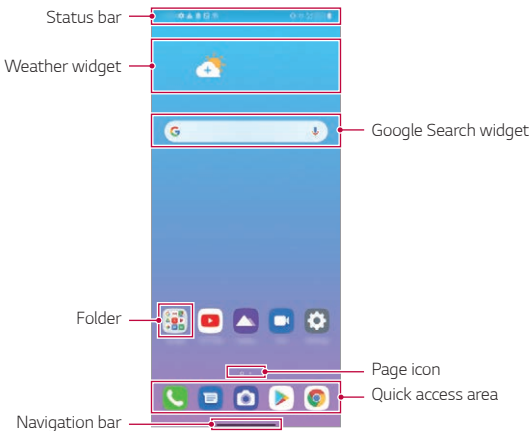 Status bar
Weather widget
Google Search widget
Folder
Page icon
Quick access area
Navigation bar